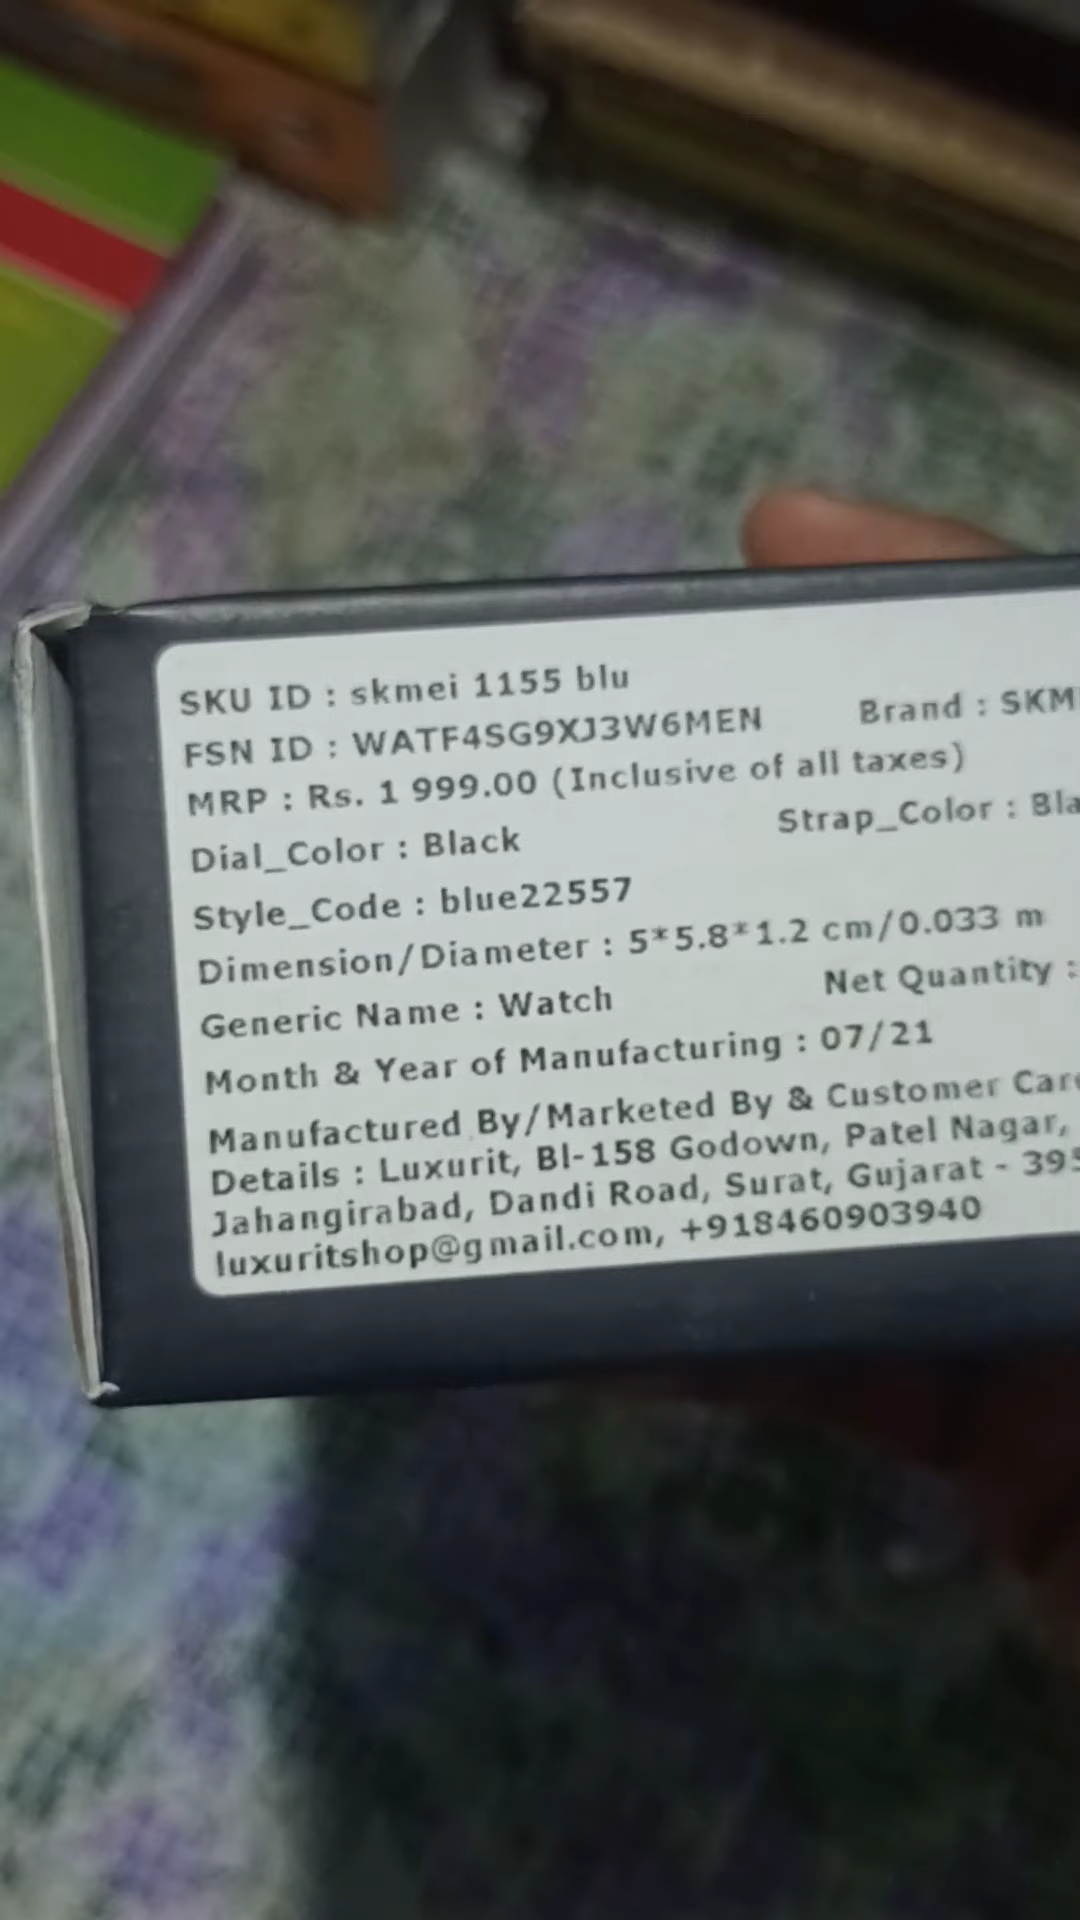 SKU ID : skmei 1155 blu
FSN ID : WATF4SG9XJ3W6MEN Brand : SKM
MRP : Rs. 1 999.00 (Inclusive of all taxes)
Dial_Color : Black Strap_Color : Bla
Style_Code : blue22557
Dimension/Diameter : 5*5.8*1.2 cm/0.033 m
Generic Name : Watch Net Quantity :
Month & Year of Manufacturing : 07/21
Manufactured By/Marketed By & Customer Care
Details : Luxurit, Bl-158 Godown, Patel Nagar,
Jahangirabad, Dandi Road, Surat, Gujarat - 395
luxuritshop@gmail.com, +918460903940